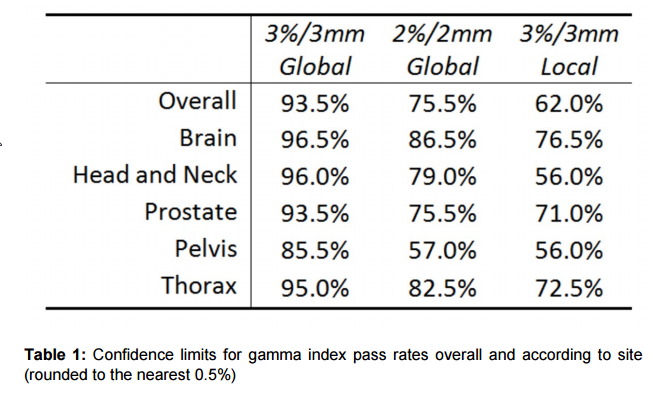 3%/3mm 2%/2mm 3%/3mm
Global Global Local
Overall 93.5% 75.5% 62.0%
Brain 96.5% 86.5% 76.5%
Head and Neck 96.0% 79.0% 56.0%
Prostate 93.5% 75.5% 71.0%
Pelvis 85.5% 57.0% 56.0%
Thorax 95.0% 82.5% 72.5%
Table 1: Confidence limits for gamma index pass rates overall and according to site
(rounded to the nearest 0.5%)